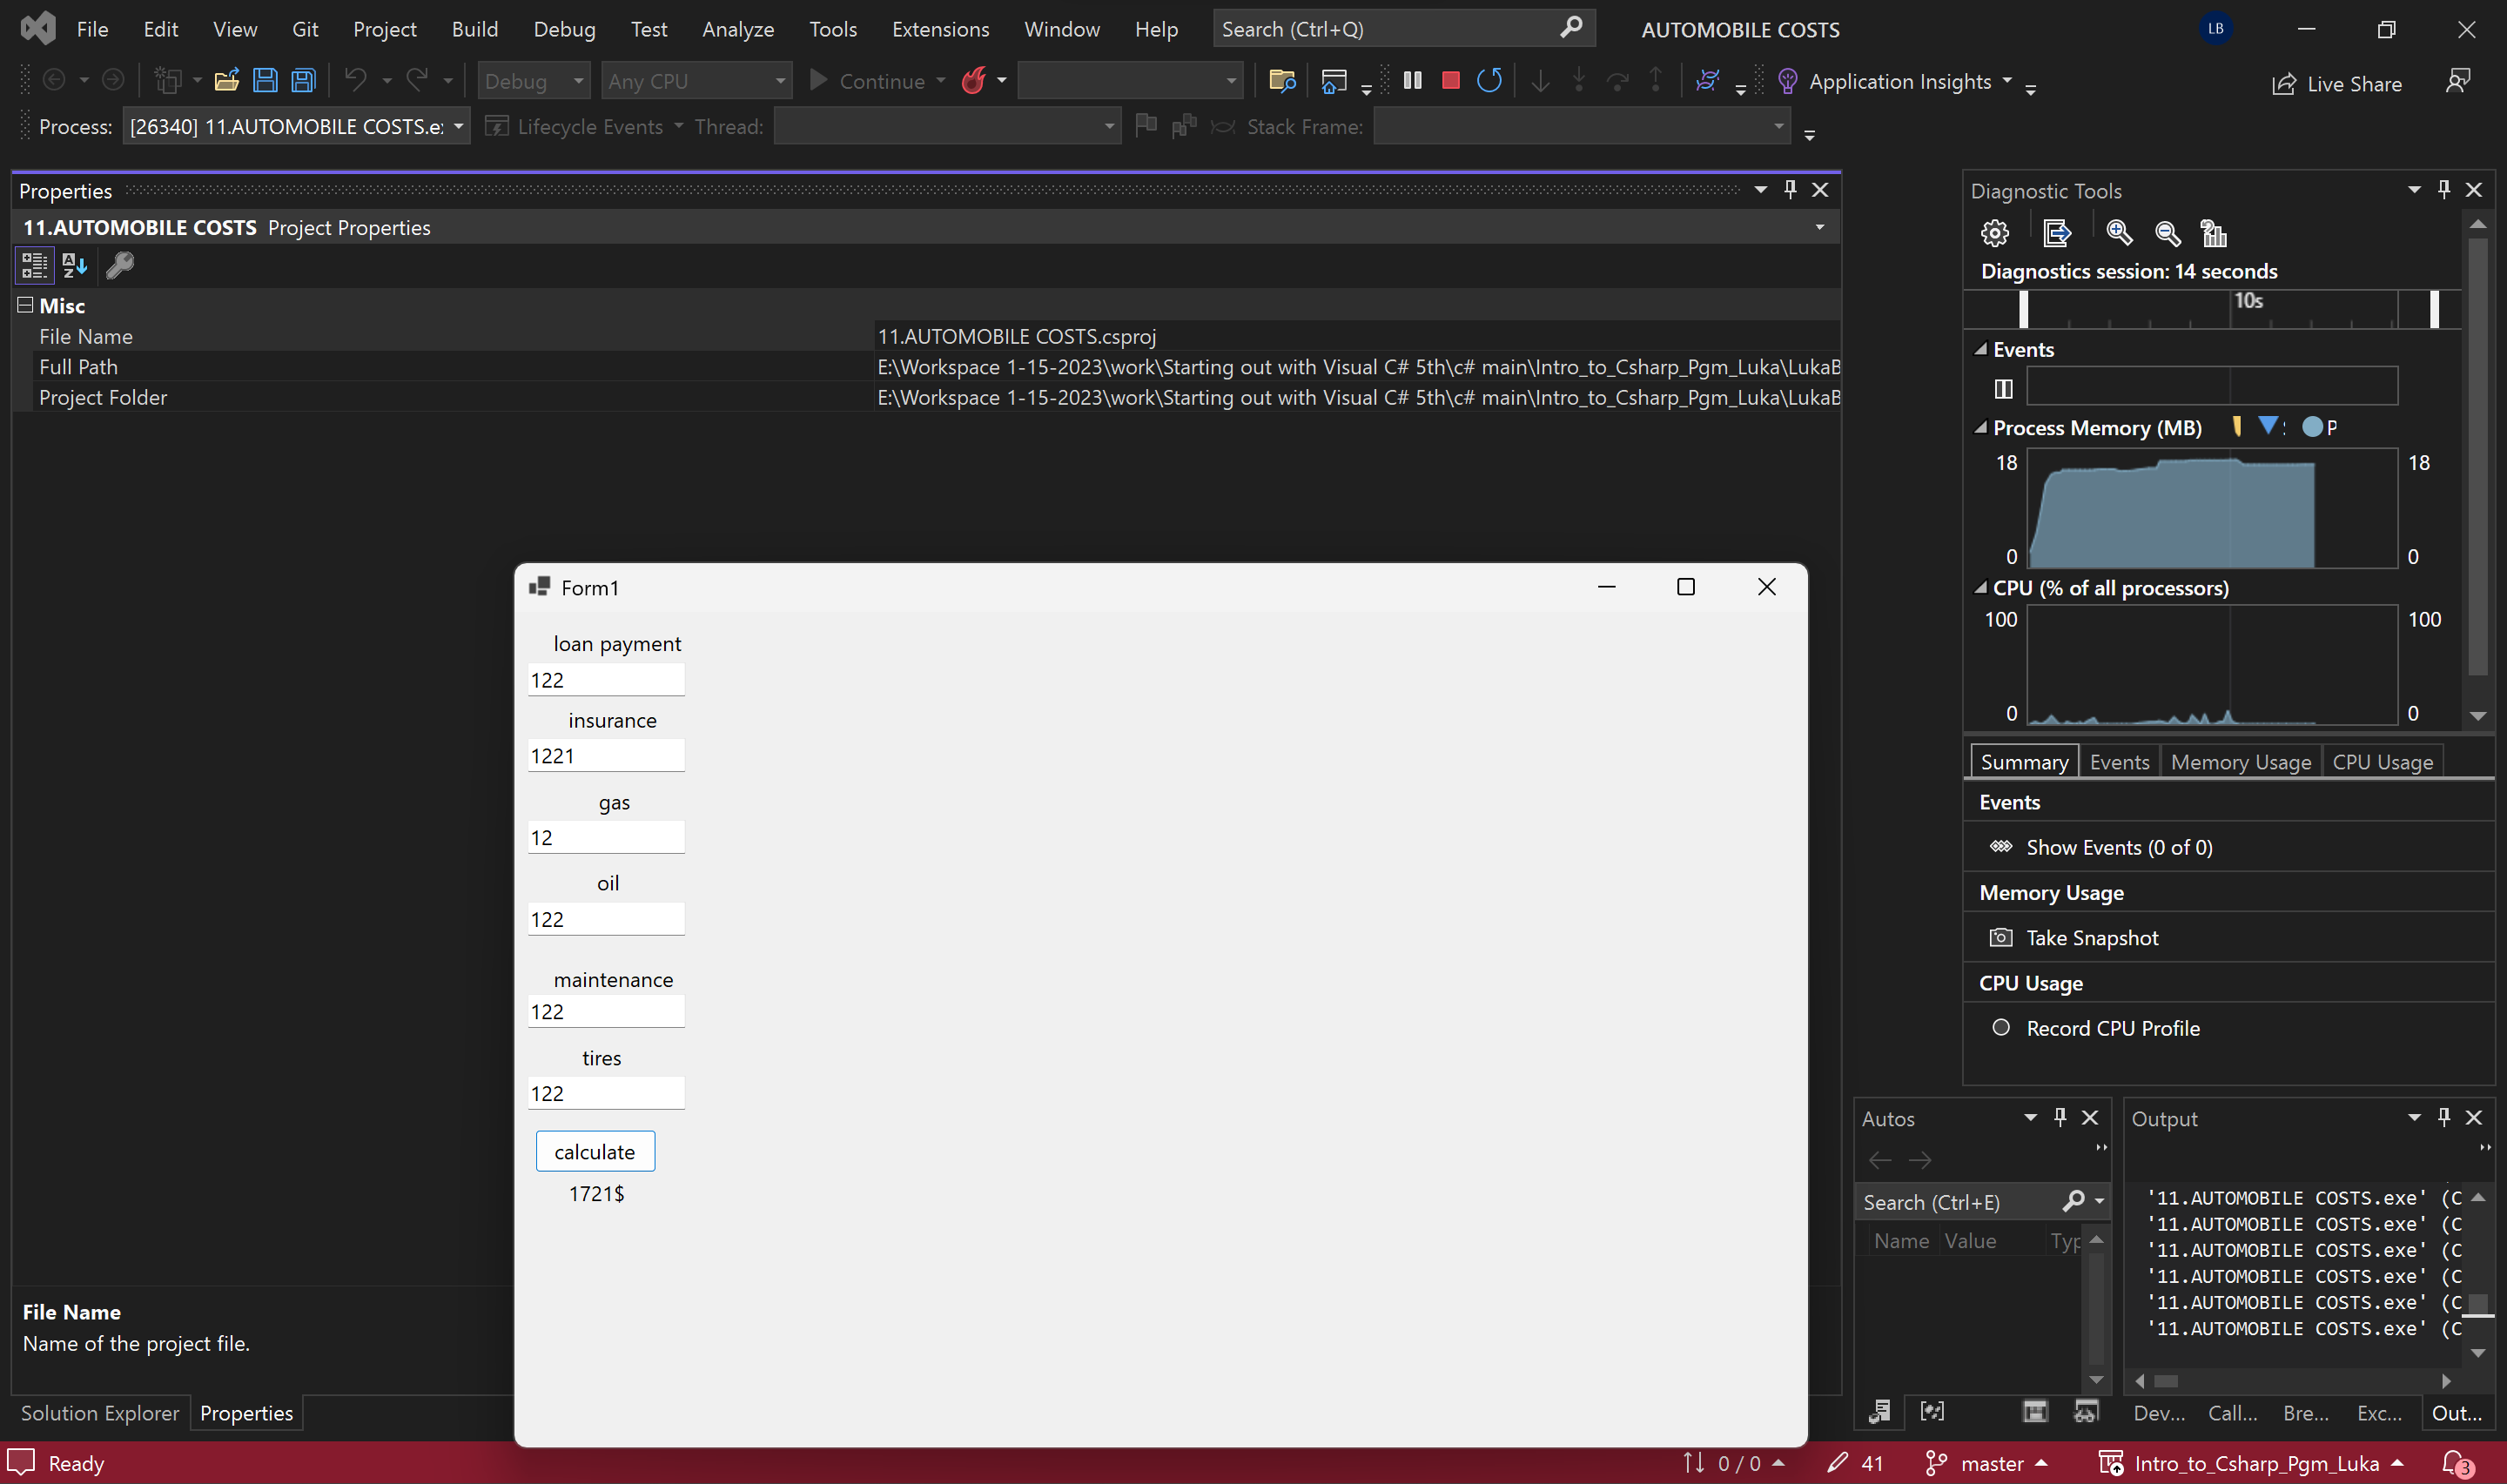 File Edit View Git Project Build Debug Test Analyze Tools Extensions Window Help Search (Ctrl+Q) AUTOMOBILE COSTS LB
Debug Any CPU Continue Application Insights Live Share
Process: [26340] 11.AUTOMOBILE COSTS.e Lifecycle Events Thread: Stack Frame:
Properties
11.AUTOMOBILE COSTS Project Properties
Misc
File Name 11.AUTOMOBILE COSTS.csproj
Full Path E:\Workspace 1-15-2023\work\Starting out with Visual C# 5th\c# main\Intro_to_Csharp_Pgm_Luka\LukaB
Project Folder E:\Workspace 1-15-2023\work\Starting out with Visual C# 5th\c# main\Intro_to_Csharp_Pgm_Luka\LukaB
Form1
loan payment
122
insurance
1221
gas
12
oil
122
maintenance
122
tires
122
calculate
1721$
File Name
Name of the project file.
Solution Explorer Properties
Diagnostic Tools
Diagnostics session: 14 seconds
10s
Events
Process Memory (MB) P
18 18
0 0
CPU (% of all processors)
100 100
0 0
Summary Events Memory Usage CPU Usage
Events
Show Events (0 of 0)
Memory Usage
Take Snapshot
CPU Usage
Record CPU Profile
Autos
Search (Ctrl+E)
Name Value Typ
Output
'11.AUTOMOBILE COSTS.exe' (C
'11.AUTOMOBILE COSTS.exe' (C
'11.AUTOMOBILE COSTS.exe' (C
'11.AUTOMOBILE COSTS.exe' (C
'11.AUTOMOBILE COSTS.exe' (C
'11.AUTOMOBILE COSTS.exe' (C
Dev... Call... Bre... Exc... Out...
Ready 0 / 0 41 master Intro_to_Csharp_Pgm_Luka 3